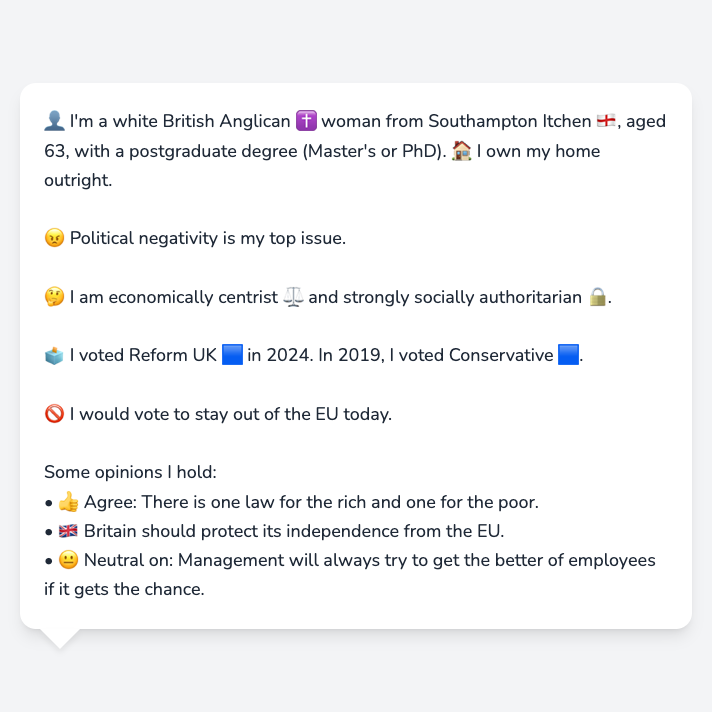 👤 I'm a white British Anglican ✝️ woman from Southampton Itchen 🏴󠁧󠁢󠁥󠁮󠁧󠁿, aged
63, with a postgraduate degree (Master's or PhD). 🏠 I own my home
outright.
😠 Political negativity is my top issue.
🤔 I am economically centrist ⚖️ and strongly socially authoritarian 🔒.
🗳️ I voted Reform UK 🟦 in 2024. In 2019, I voted Conservative 🟦.
🚫 I would vote to stay out of the EU today.
Some opinions I hold:
• 👍 Agree: There is one law for the rich and one for the poor.
• 🇬🇧 Britain should protect its independence from the EU.
• 😐 Neutral on: Management will always try to get the better of employees
if it gets the chance.